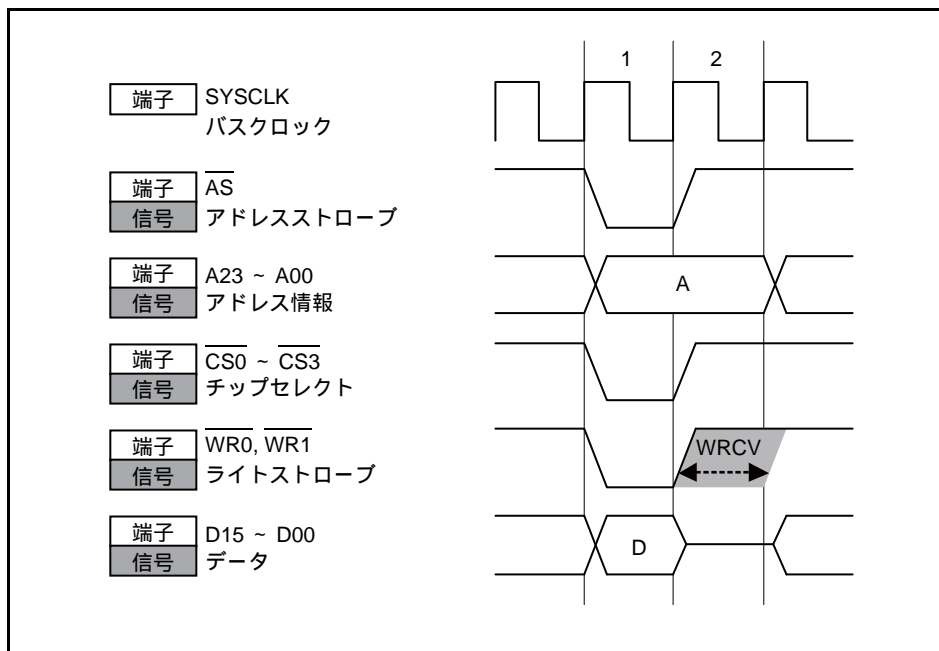 1 2
端子 SYSCLK
バスクロック
端子 AS
信号 アドレスストローブ
端子 A23 ~ A00
信号 アドレス情報
A
端子 CS0 ~ CS3
信号 チップセレクト
端子 WR0, WR1
信号 ライトストローブ
WRCV
端子 D15 ~ D00
信号 データ
D